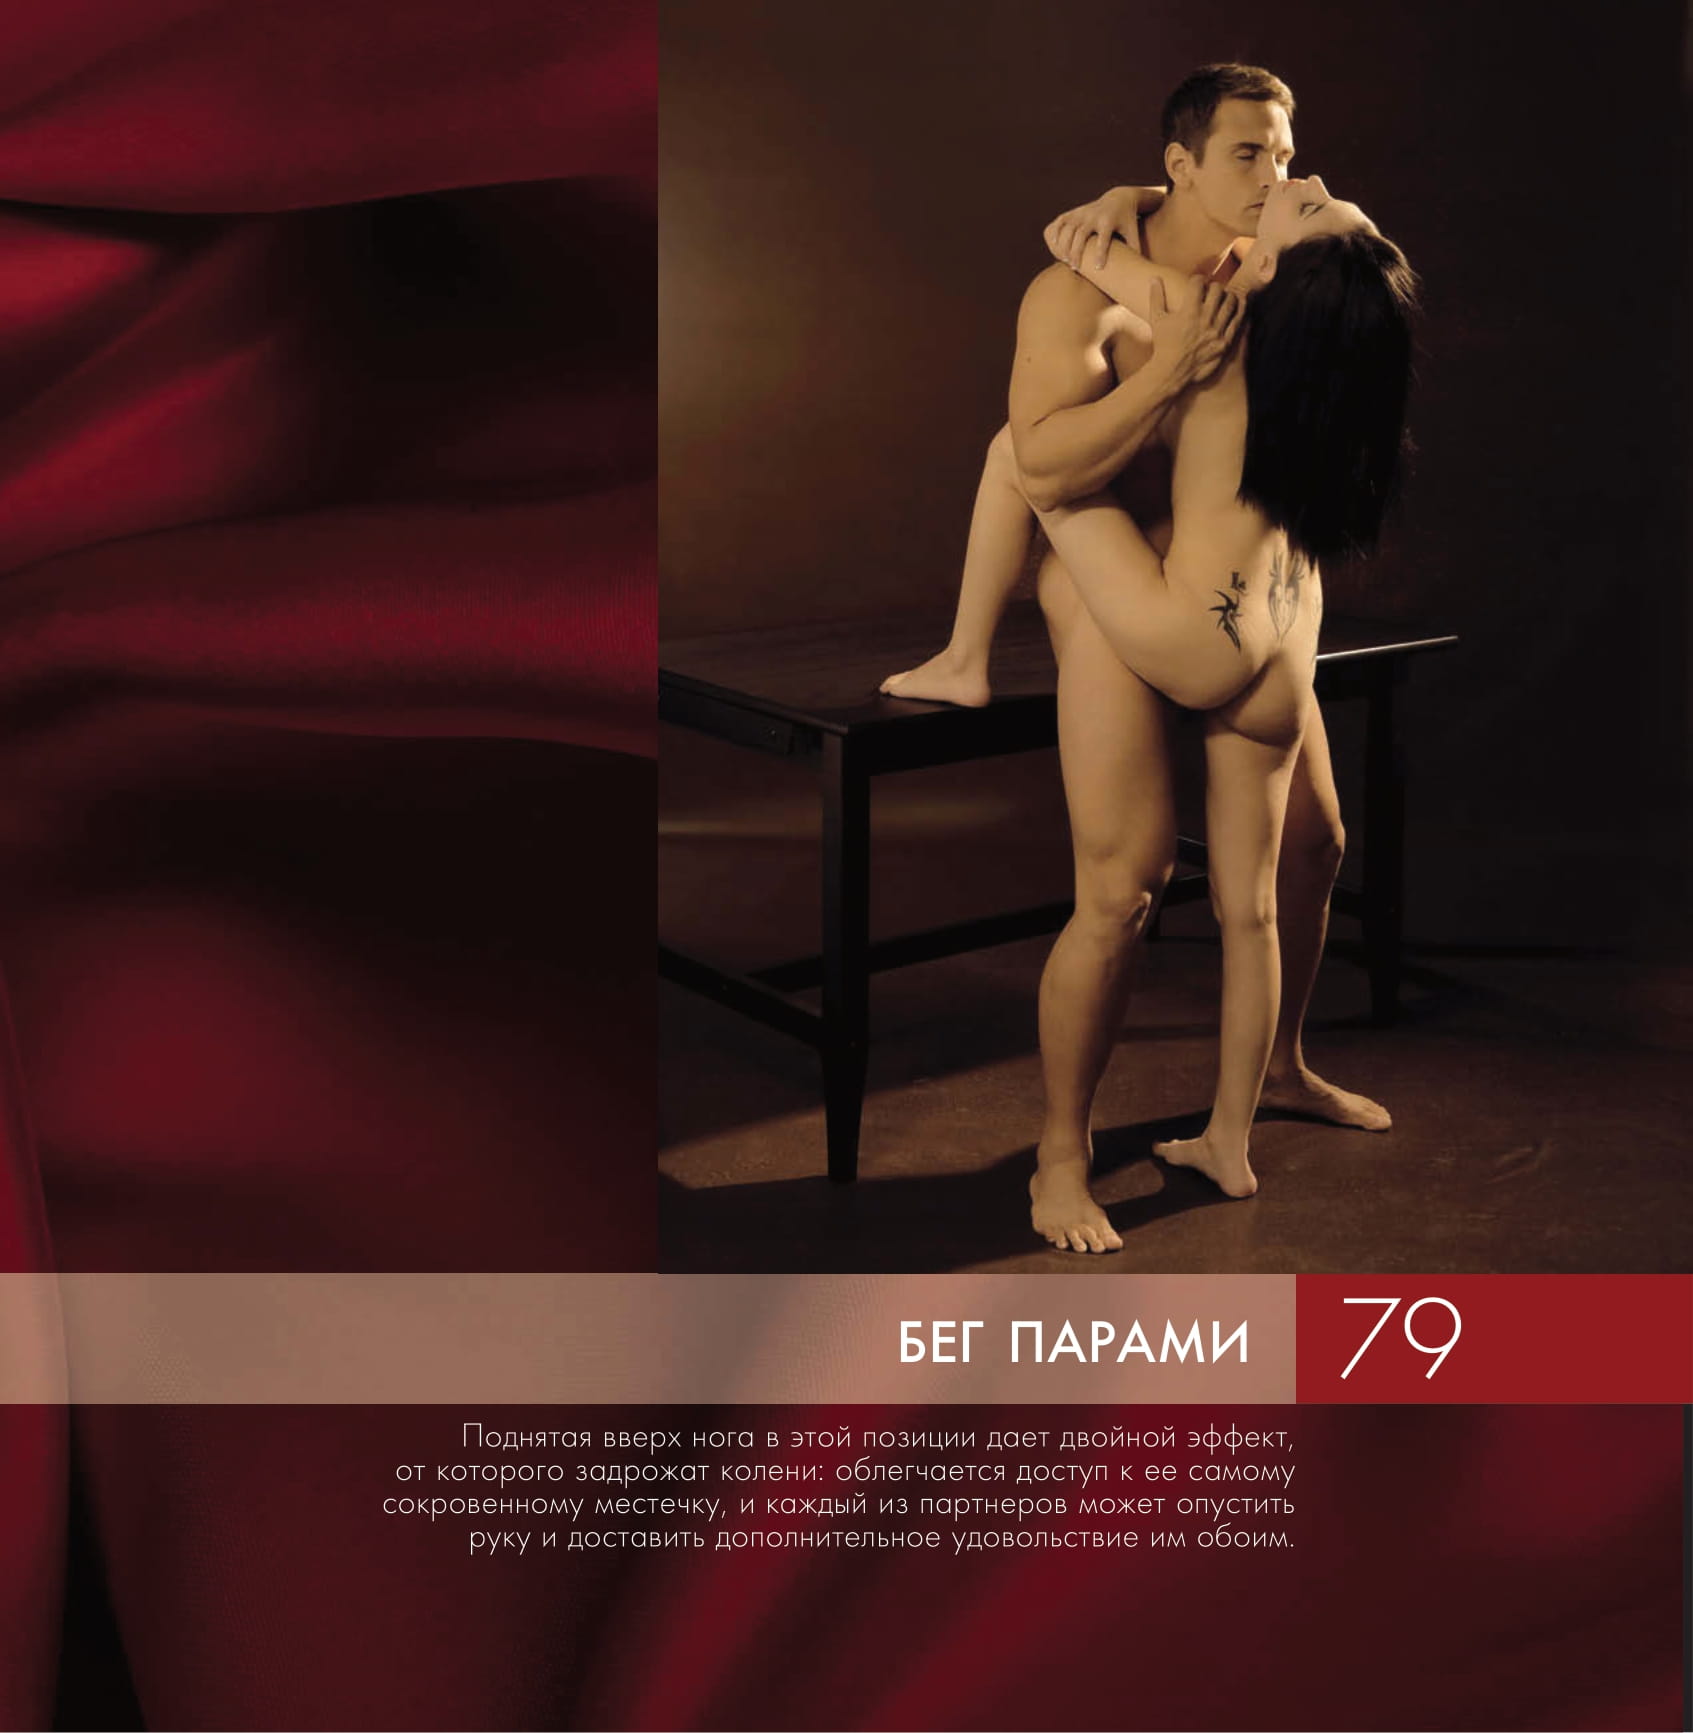 БЕГ ПАРАМИ 79
Поднятая вверх нога в этой позиции дает двойной эффект,
от которого задрожат колени: облегчается доступ к ее самому
сокровенному местечку, и каждый из партнеров может опустить
руку и доставить дополнительное удовольствие им обоим.